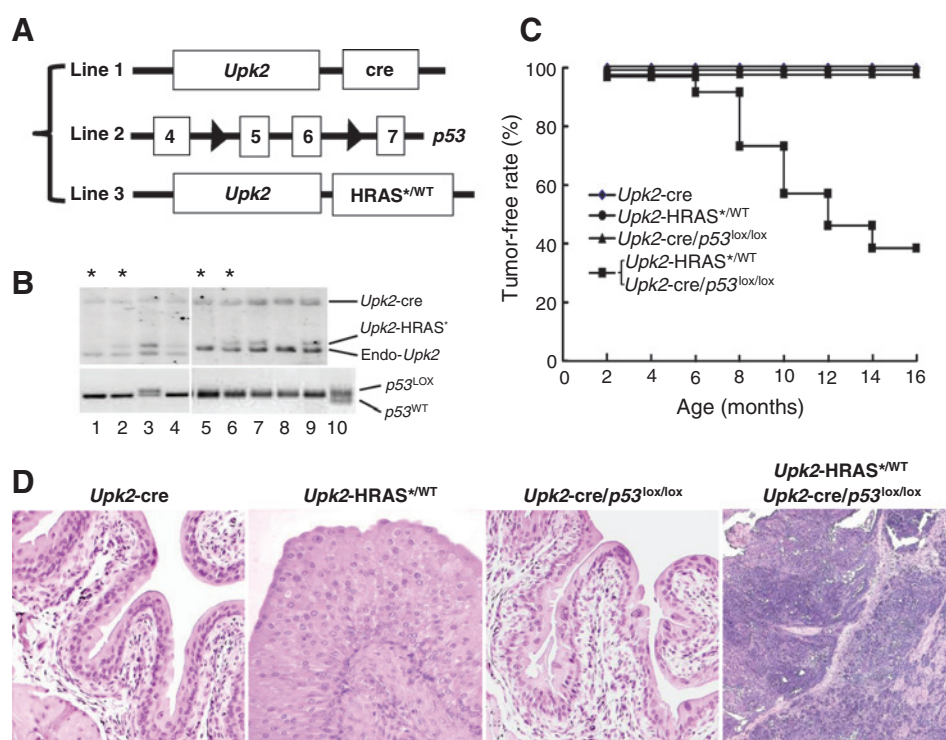 A
Line 1 Upk2 cre
Line 2 4 5 6 7 p53
Line 3 Upk2 HRAS*/WT
B
* * * *
Upk2-cre
Upk2-HRAS*
Endo-Upk2
p53LOX
p53WT
1 2 3 4 5 6 7 8 9 10
C
Tumor-free rate (%)
100
80
60
40
20
0
0 2 4 6 8 10 12 14 16
Age (months)
Upk2-cre
Upk2-HRAS*/WT
Upk2-cre/p53lox/lox
Upk2-HRAS*/WT
Upk2-cre/p53lox/lox
D
Upk2-cre
Upk2-HRAS*/WT
Upk2-cre/p53lox/lox
Upk2-HRAS*/WT
Upk2-cre/p53lox/lox